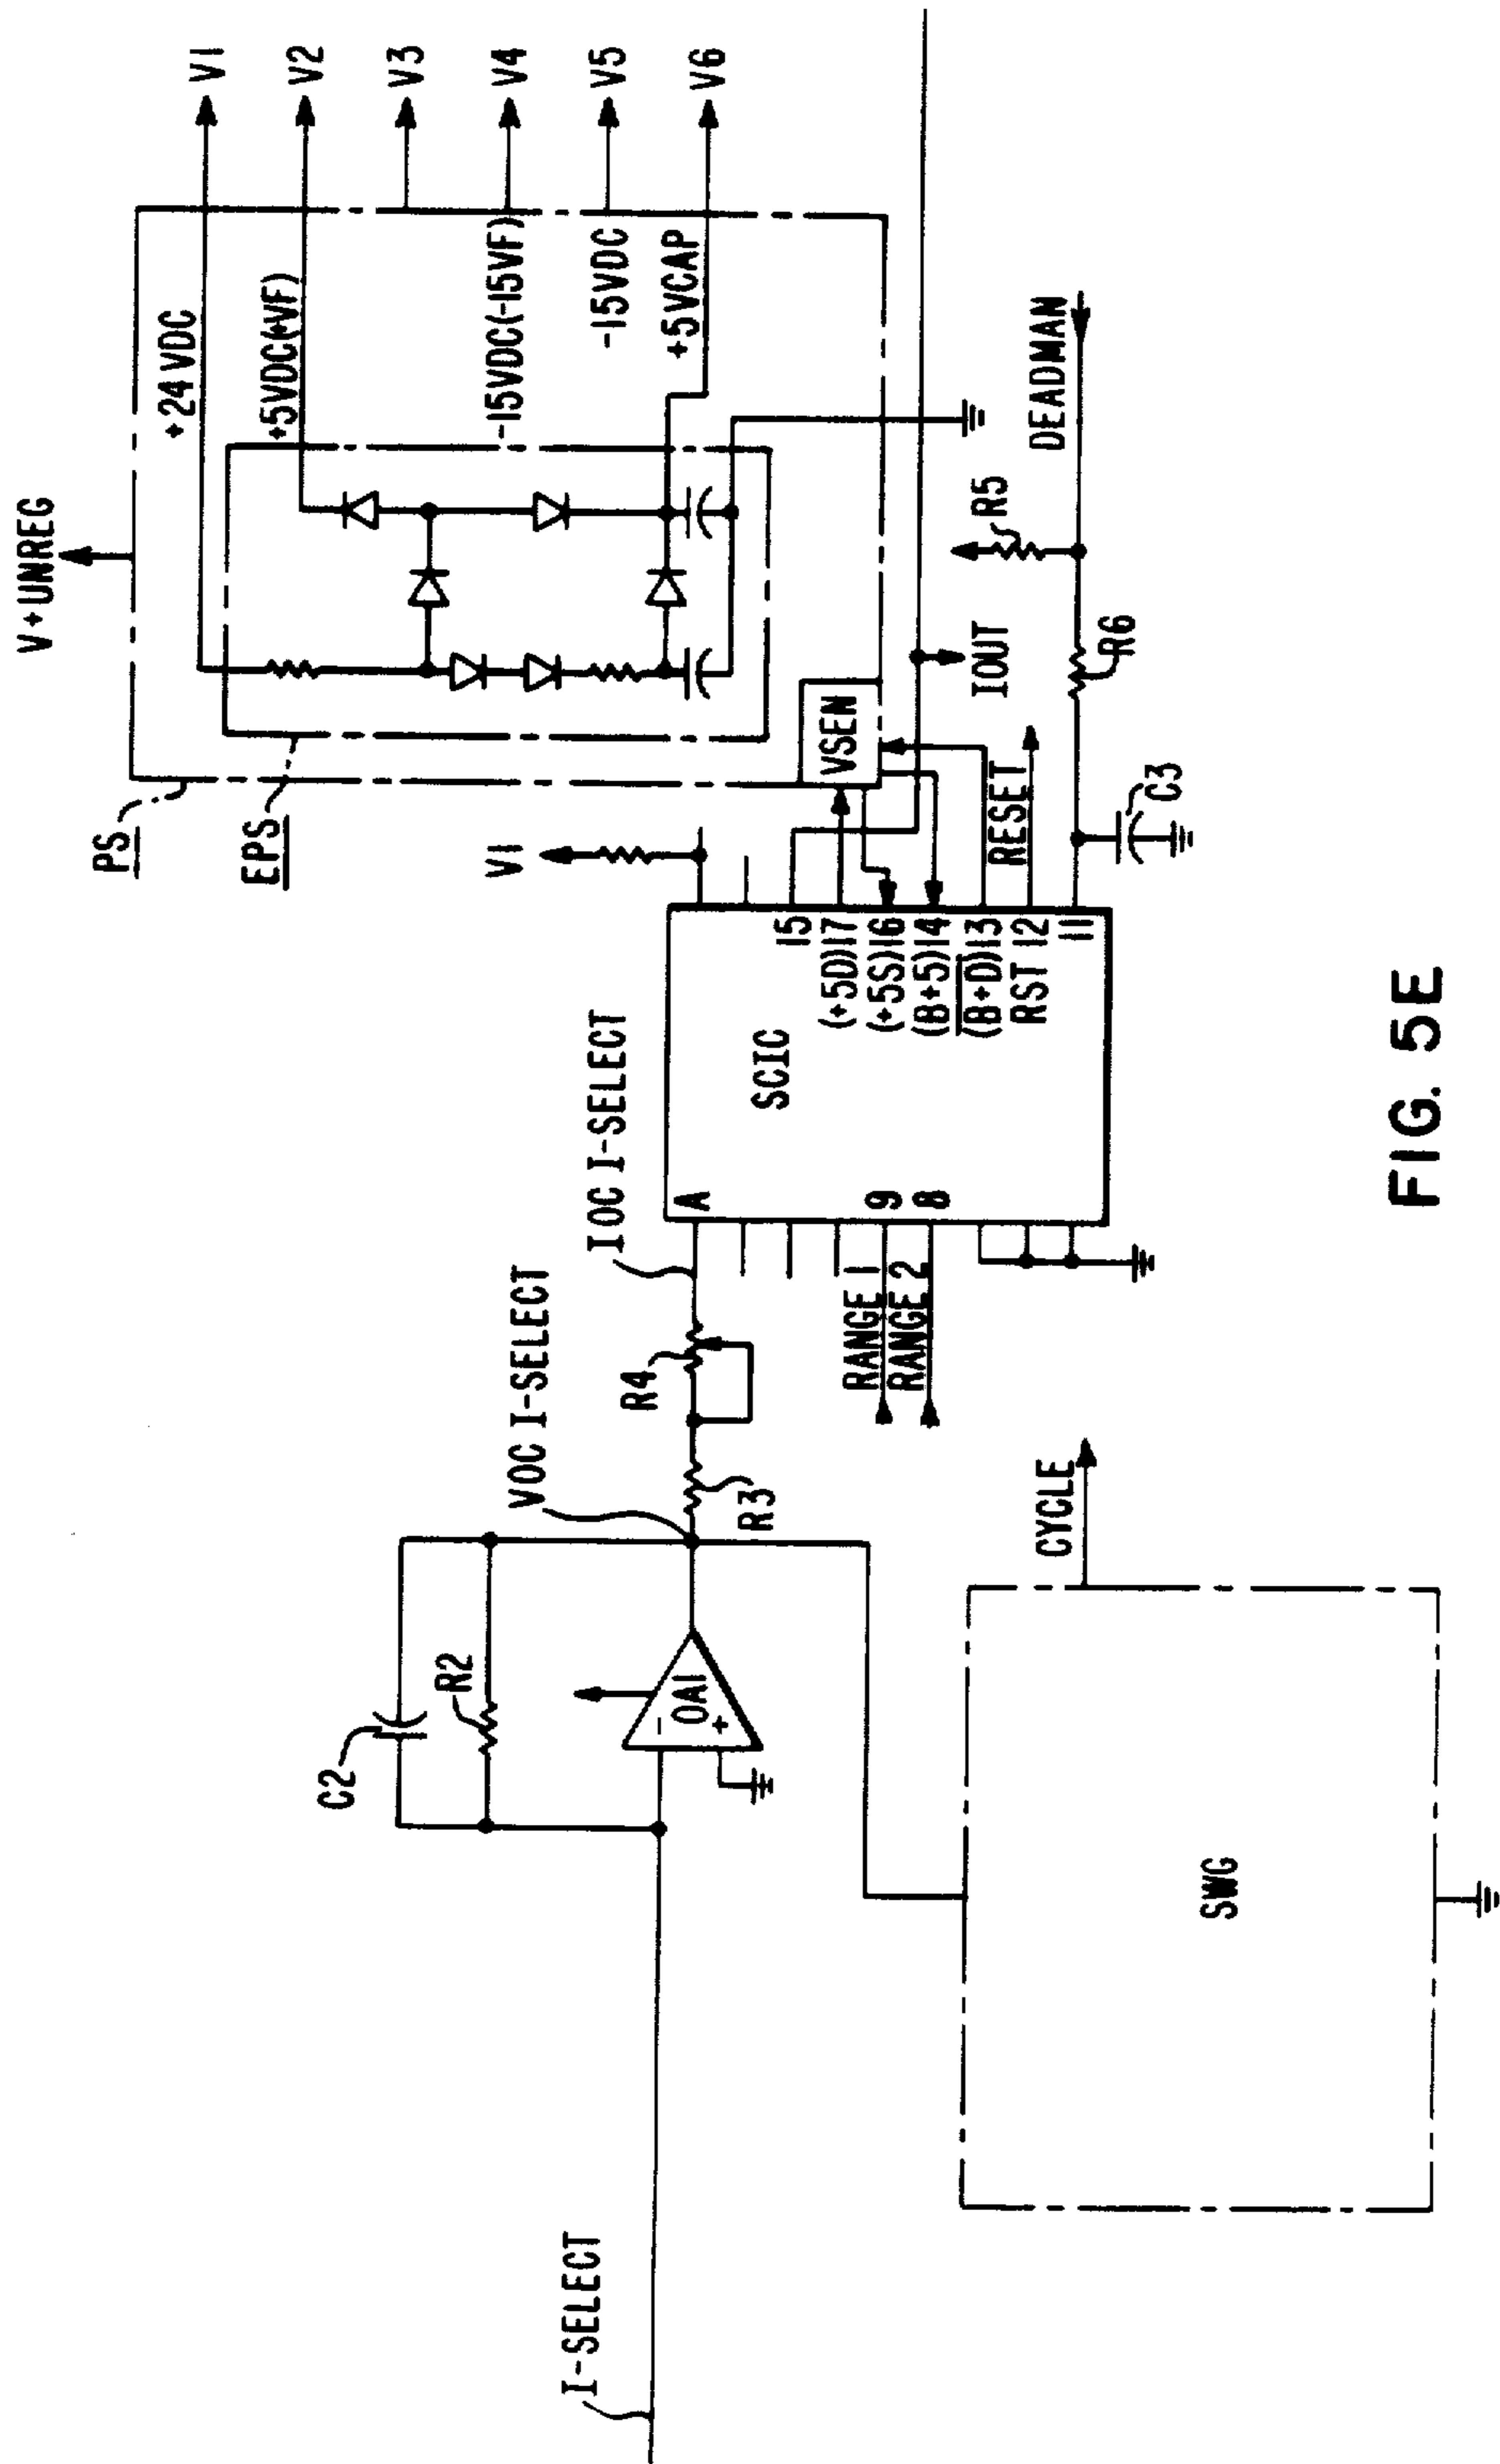 I-SELECT
C2
R2
OA1
−
+
VOC I-SELECT
R3
R4
IOC I-SELECT
SWG
CYCLE
RANGE 1
RANGE 2
A
9
8
SCIC
15
(+5D)17
(+5S)16
(B+5)14
(B+D)13
RST 12
11
V1
RESET
C3
R6
R5
DEADMAN
IOUT
VSEN
PS
EPS
V+UNREG
+24VDC
+5VDC(+VF)
-15VDC(-15VF)
-15VDC
+5VCAP
V1
V2
V3
V4
V5
V6
FIG. 5E